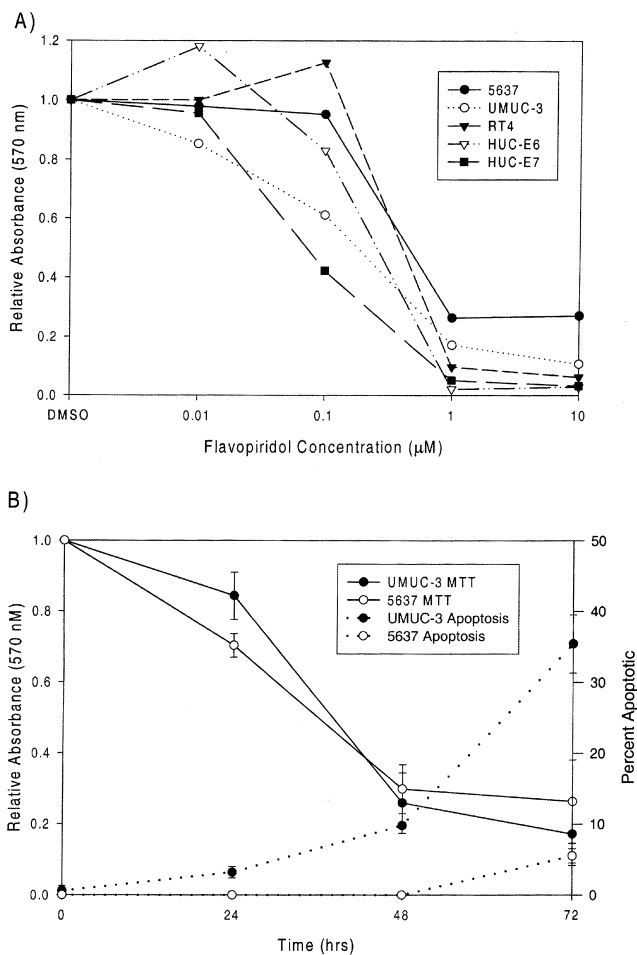 A)
1.2
1.0
0.8
0.6
0.4
0.2
0.0
Relative Absorbance (570 nm)
5637
UMUC-3
RT4
HUC-E6
HUC-E7
DMSO 0.01 0.1 1 10
Flavopiridol Concentration (μM)
B)
1.0
0.8
0.6
0.4
0.2
0.0
Relative Absorbance (570 nM)
UMUC-3 MTT
5637 MTT
UMUC-3 Apoptosis
5637 Apoptosis
50
40
30
20
10
0
Percent Apoptotic
0 24 48 72
Time (hrs)